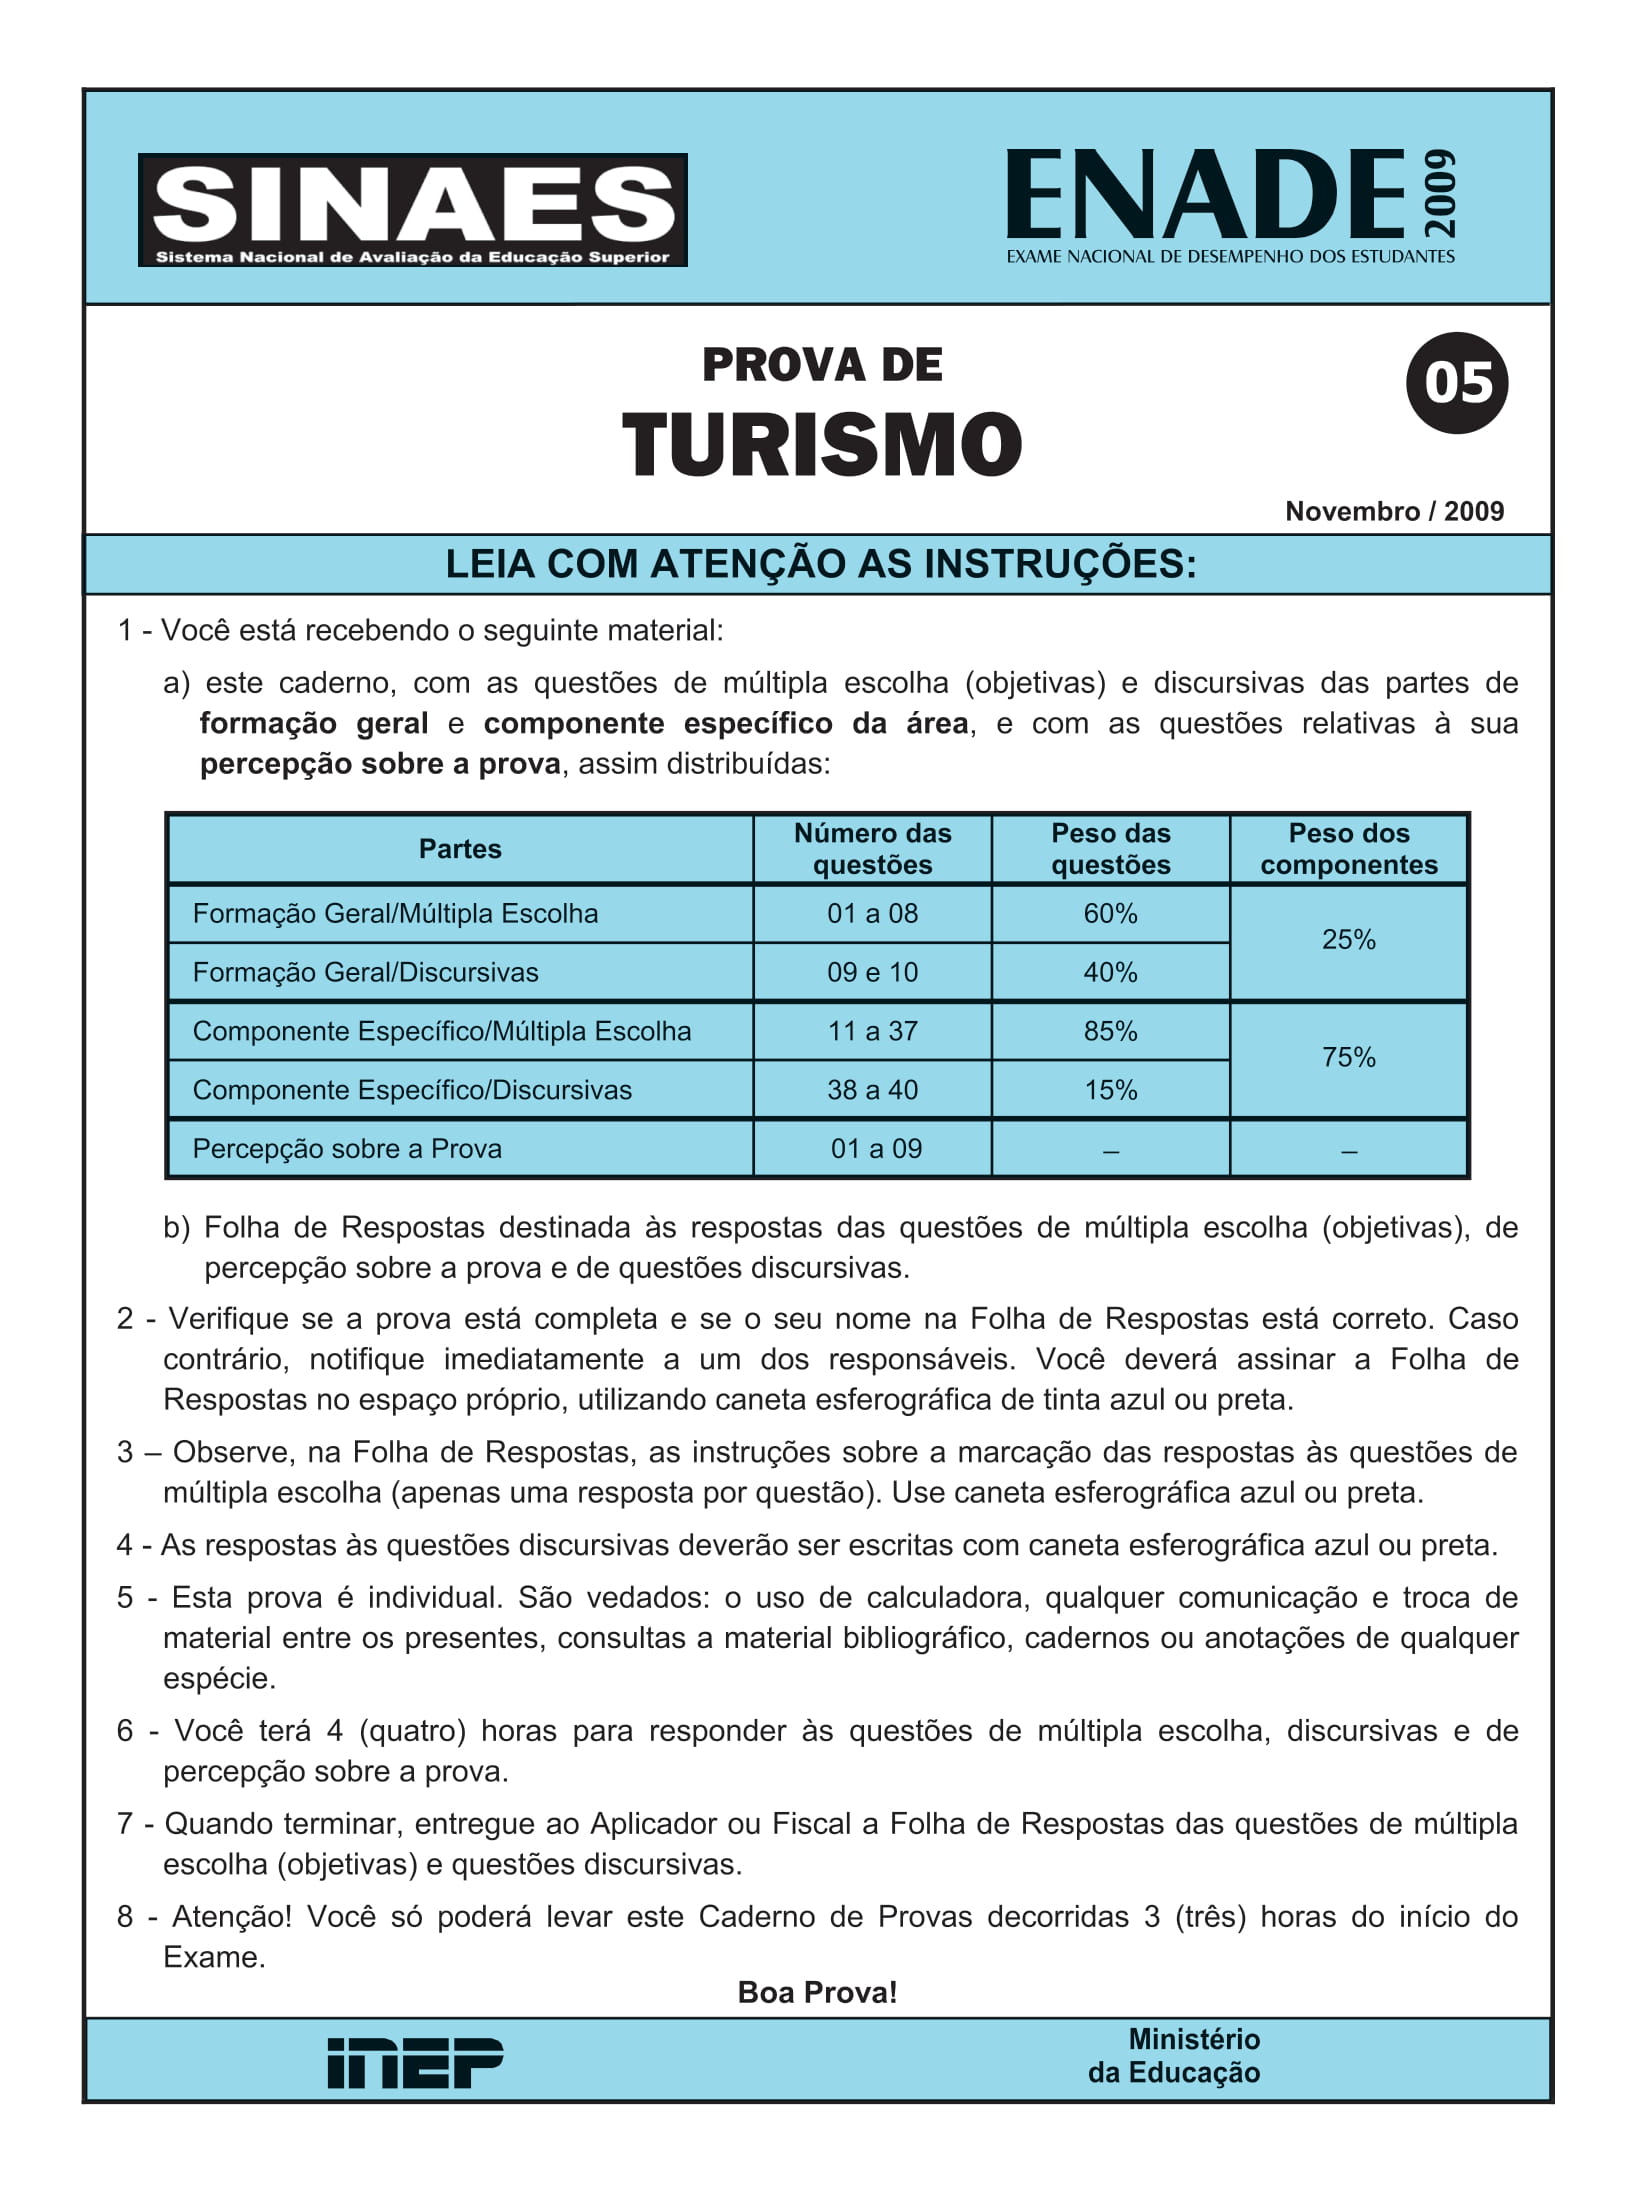 SINAES
Sistema Nacional de Avaliação da Educação Superior
ENADE 2009
EXAME NACIONAL DE DESEMPENHO DOS ESTUDANTES
PROVA DE
TURISMO
05
Novembro / 2009
LEIA COM ATENÇÃO AS INSTRUÇÕES:
1 - Você está recebendo o seguinte material:
a) este caderno, com as questões de múltipla escolha (objetivas) e discursivas das partes de
formação geral e componente específico da área, e com as questões relativas à sua
percepção sobre a prova, assim distribuídas:
Partes Número das questões Peso das questões Peso dos componentes
Formação Geral/Múltipla Escolha 01 a 08 60% 25%
Formação Geral/Discursivas 09 e 10 40%
Componente Específico/Múltipla Escolha 11 a 37 85% 75%
Componente Específico/Discursivas 38 a 40 15%
Percepção sobre a Prova 01 a 09 – –
b) Folha de Respostas destinada às respostas das questões de múltipla escolha (objetivas), de
percepção sobre a prova e de questões discursivas.
2 - Verifique se a prova está completa e se o seu nome na Folha de Respostas está correto. Caso
contrário, notifique imediatamente a um dos responsáveis. Você deverá assinar a Folha de
Respostas no espaço próprio, utilizando caneta esferográfica de tinta azul ou preta.
3 – Observe, na Folha de Respostas, as instruções sobre a marcação das respostas às questões de
múltipla escolha (apenas uma resposta por questão). Use caneta esferográfica azul ou preta.
4 - As respostas às questões discursivas deverão ser escritas com caneta esferográfica azul ou preta.
5 - Esta prova é individual. São vedados: o uso de calculadora, qualquer comunicação e troca de
material entre os presentes, consultas a material bibliográfico, cadernos ou anotações de qualquer
espécie.
6 - Você terá 4 (quatro) horas para responder às questões de múltipla escolha, discursivas e de
percepção sobre a prova.
7 - Quando terminar, entregue ao Aplicador ou Fiscal a Folha de Respostas das questões de múltipla
escolha (objetivas) e questões discursivas.
8 - Atenção! Você só poderá levar este Caderno de Provas decorridas 3 (três) horas do início do
Exame.
Boa Prova!
INEP
Ministério
da Educação